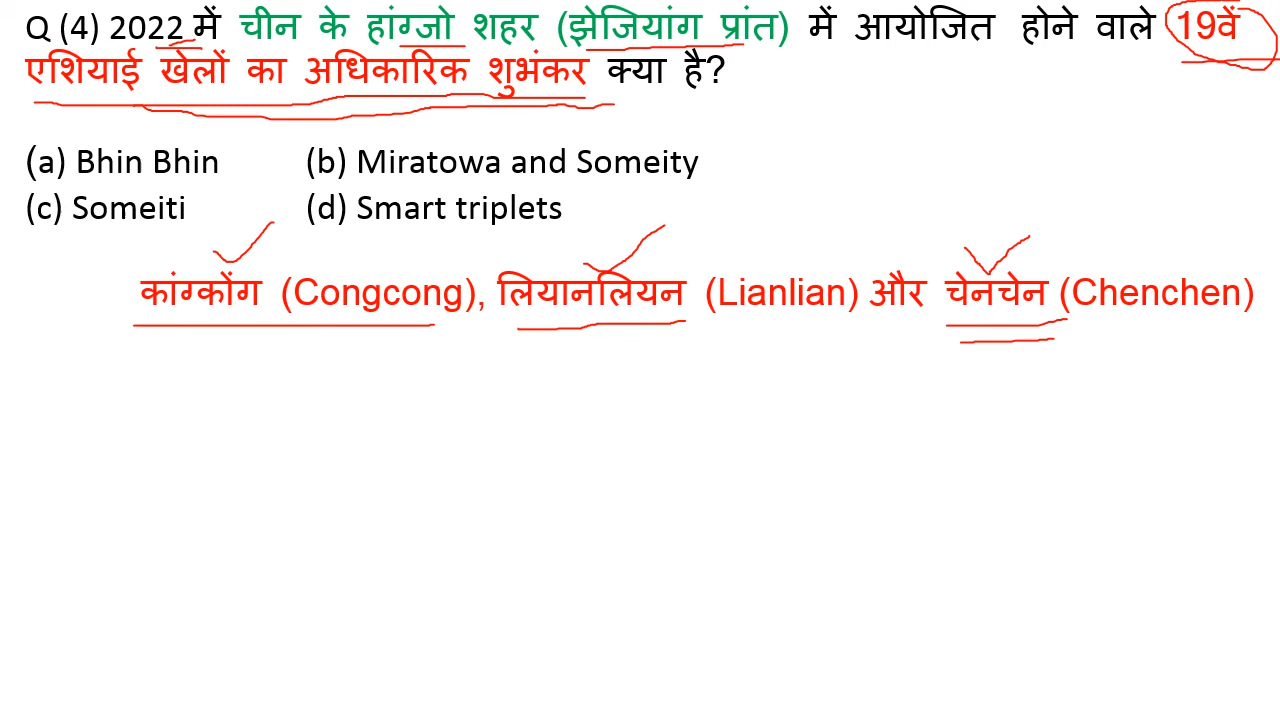 Q (4) 2022 में चीन के हांग्जो शहर (झेजियांग प्रांत) में आयोजित होने वाले 19वें
एशियाई खेलों का अधिकारिक शुभंकर क्या है?
(a) Bhin Bhin (b) Miratowa and Someity
(c) Someiti (d) Smart triplets
कांग्कोंग (Congcong), लियानलियन (Lianlian) और चेनचेन (Chenchen)